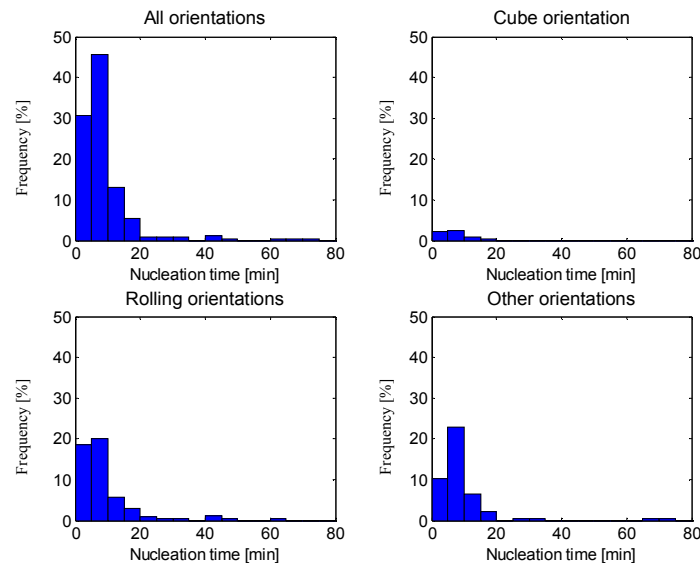 All orientations
Cube orientation
50
40
30
20
10
0
Frequency [%]
0 20 40 60 80
Nucleation time [min]
50
40
30
20
10
0
Frequency [%]
0 20 40 60 80
Nucleation time [min]
Rolling orientations
Other orientations
50
40
30
20
10
0
Frequency [%]
0 20 40 60 80
Nucleation time [min]
50
40
30
20
10
0
Frequency [%]
0 20 40 60 80
Nucleation time [min]